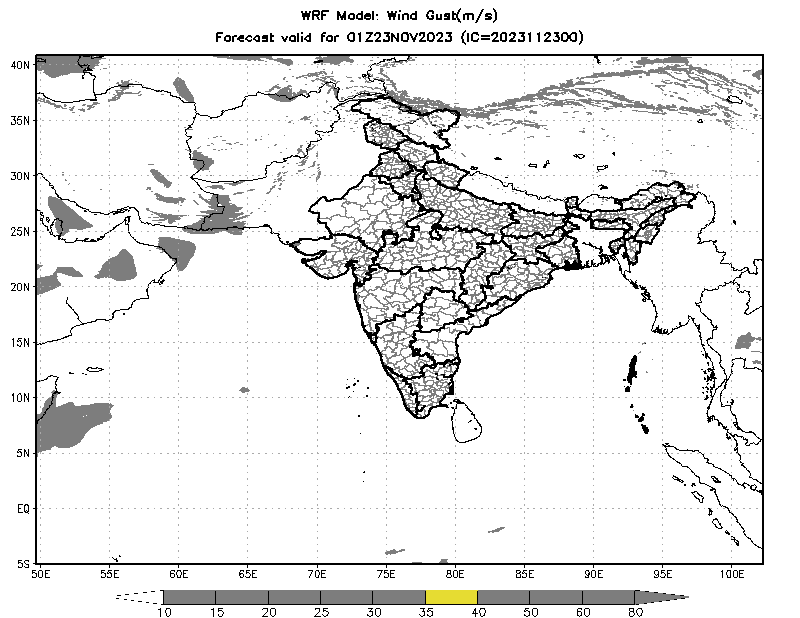 WRF Model: Wind Gust(m/s)
Forecast valid for 01Z23NOV2023 (IC=2023112300)
40N
35N
30N
25N
20N
15N
10N
5N
EQ
5S
50E 55E 60E 65E 70E 75E 80E 85E 90E 95E 100E
10 15 20 25 30 35 40 50 60 80